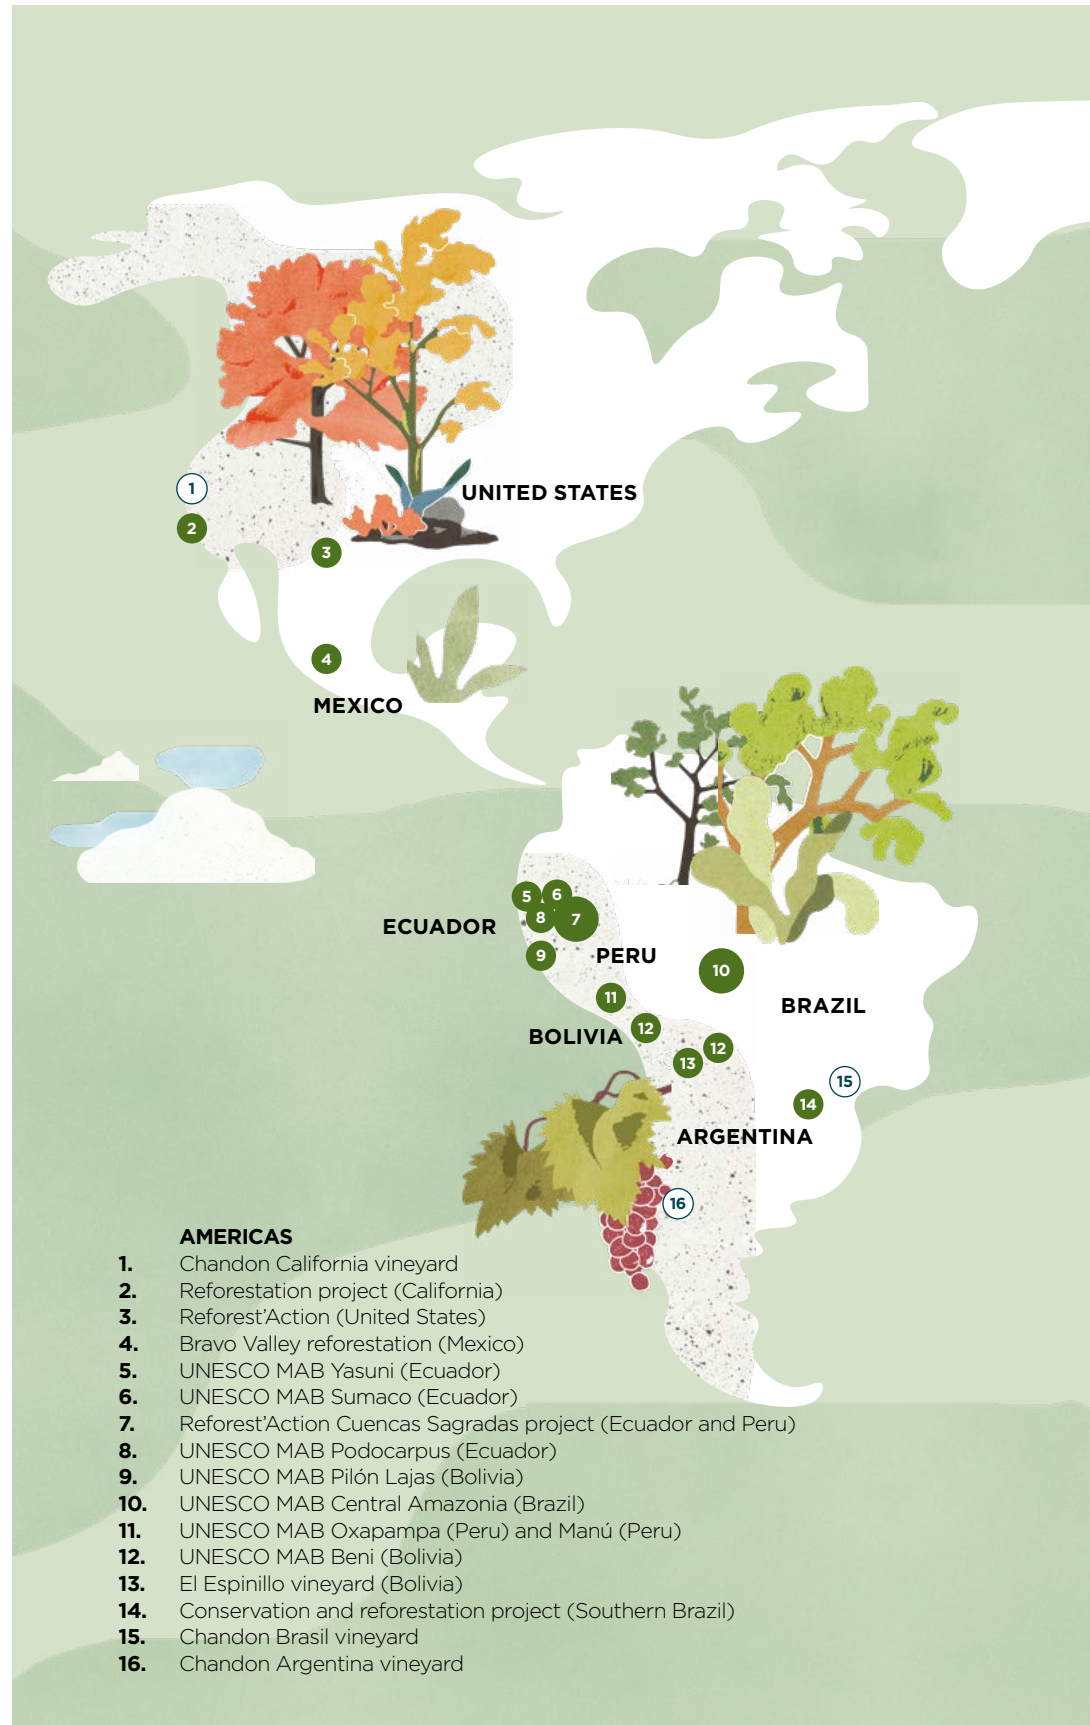 1
UNITED STATES
2
3
4
MEXICO
5
6
8
7
ECUADOR
9
PERU
10
11
BRAZIL
12
BOLIVIA
12
13
15
14
ARGENTINA
16
AMERICAS
1. Chandon California vineyard
2. Reforestation project (California)
3. Reforest’Action (United States)
4. Bravo Valley reforestation (Mexico)
5. UNESCO MAB Yasuni (Ecuador)
6. UNESCO MAB Sumaco (Ecuador)
7. Reforest’Action Cuencas Sagradas project (Ecuador and Peru)
8. UNESCO MAB Podocarpus (Ecuador)
9. UNESCO MAB Pilón Lajas (Bolivia)
10. UNESCO MAB Central Amazonia (Brazil)
11. UNESCO MAB Oxapampa (Peru) and Manú (Peru)
12. UNESCO MAB Beni (Bolivia)
13. El Espinillo vineyard (Bolivia)
14. Conservation and reforestation project (Southern Brazil)
15. Chandon Brasil vineyard
16. Chandon Argentina vineyard